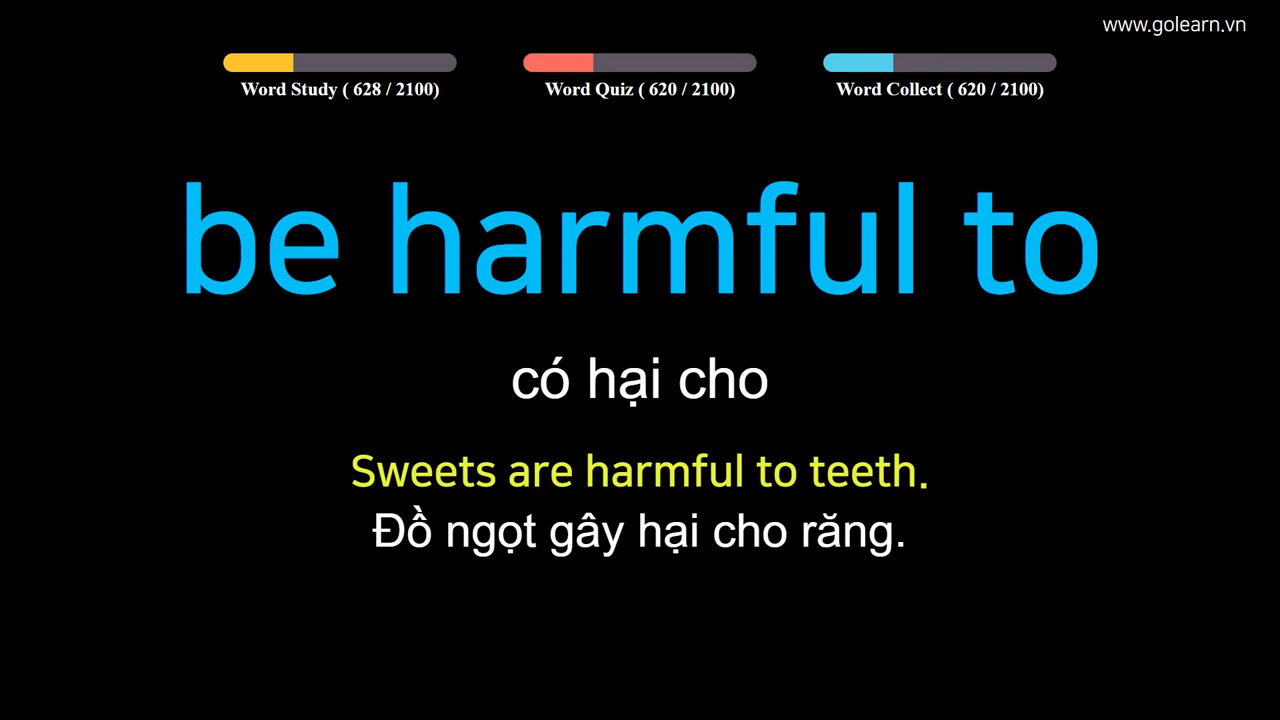 www.golearn.vn
Word Study ( 628 / 2100)
Word Quiz ( 620 / 2100)
Word Collect ( 620 / 2100)
be harmful to
có hại cho
Sweets are harmful to teeth.
Đồ ngọt gây hại cho răng.